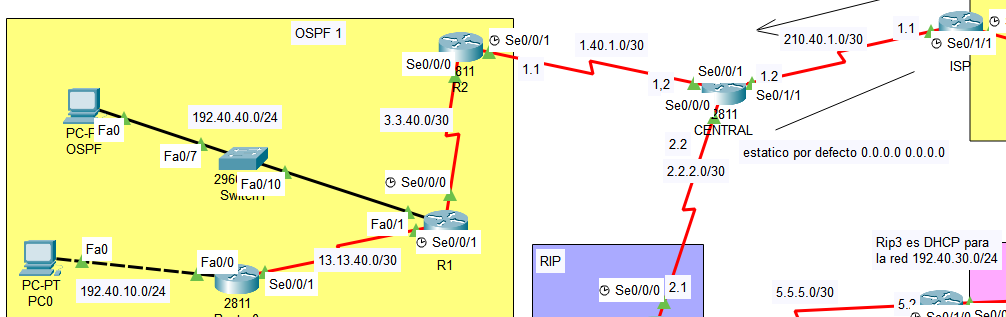 OSPF 1
Se0/0/1
Se0/0/0
811
R2
1.1
1.40.1.0/30
1,2
Se0/0/1
Se0/0/0
2811
CENTRAL
1.2
Se0/1/1
210.40.1.0/30
1.1
Se0/1/1
ISP
PC-P
Fa0
OSPF
192.40.40.0/24
Fa0/7
Fa0/10
3.3.40.0/30
Se0/0/0
2.2
2.2.2.0/30
estatico por defecto 0.0.0.0 0.0.0.0
Fa0/1
Se0/0/1
R1
13.13.40.0/30
Fa0
PC-PT
PC0
192.40.10.0/24
Fa0/0
Se0/0/1
2811
RIP
Se0/0/0
2.1
Rip3 es DHCP para
la red 192.40.30.0/24
5.5.5.0/30
5.2
Se0/1/0